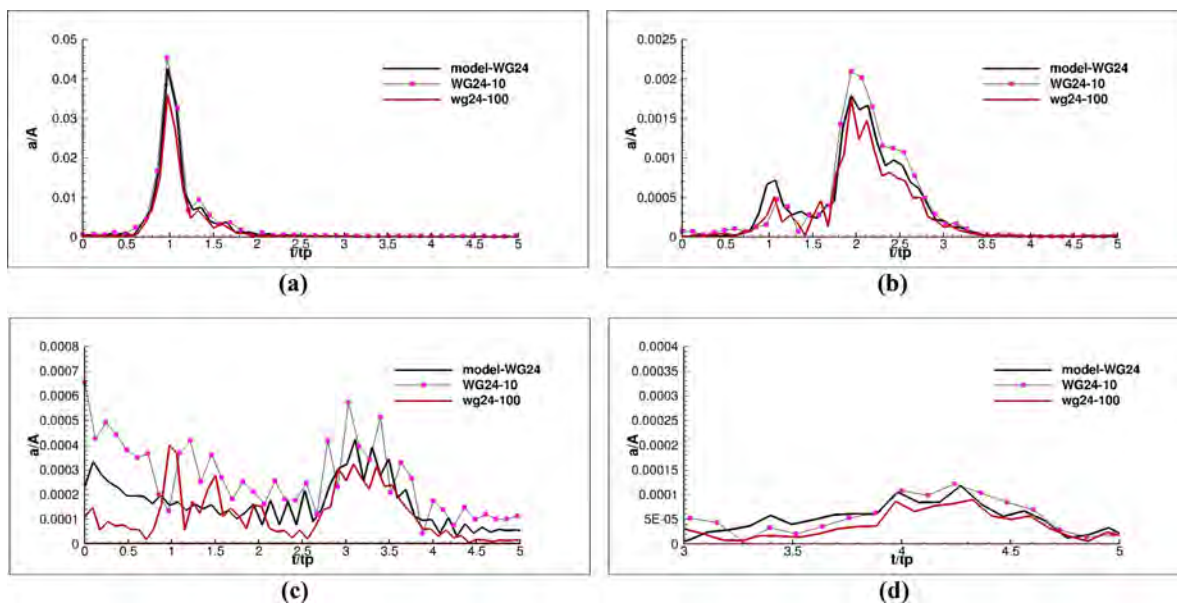 0.05
0.04
0.03
0.02
0.01
0
a/A
model-WG24
WG24-10
wg24-100
0 0.5 1 1.5 2 2.5 3 3.5 4 4.5 5
t/tp
(a)
0.0025
0.002
0.0015
0.001
0.0005
0
a/A
model-WG24
WG24-10
wg24-100
0 0.5 1 1.5 2 2.5 3 3.5 4 4.5 5
t/tp
(b)
0.0008
0.0007
0.0006
0.0005
0.0004
0.0003
0.0002
0.0001
0
a/A
model-WG24
WG24-10
wg24-100
0 0.5 1 1.5 2 2.5 3 3.5 4 4.5 5
t/tp
(c)
0.0004
0.00035
0.0003
0.00025
0.0002
0.00015
0.0001
5E-05
0
a/A
model-WG24
WG24-10
wg24-100
3 3.5 4 4.5 5
t/tp
(d)